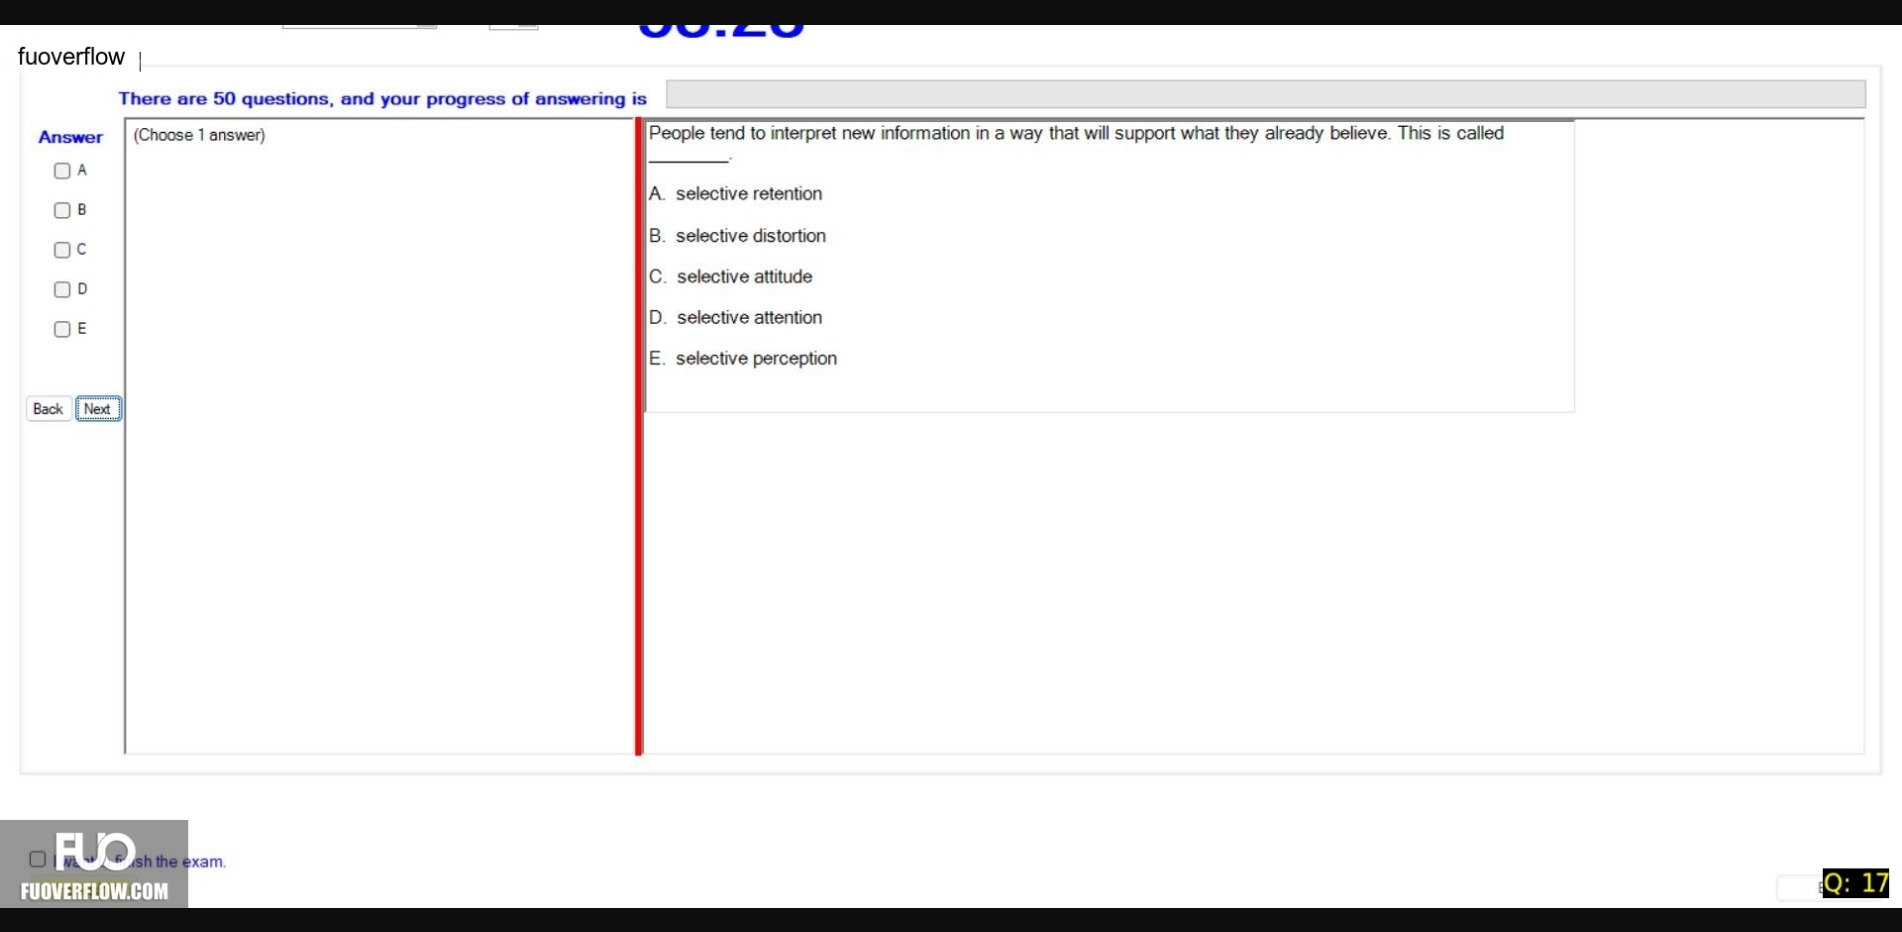 fuoverflow
There are 50 questions, and your progress of answering is
Answer
(Choose 1 answer)
A
B
C
D
E
Back Next
People tend to interpret new information in a way that will support what they already believe. This is called
________.
A. selective retention
B. selective distortion
C. selective attitude
D. selective attention
E. selective perception
FUO
I want finish the exam.
FUOVERFLOW.COM
Q: 17